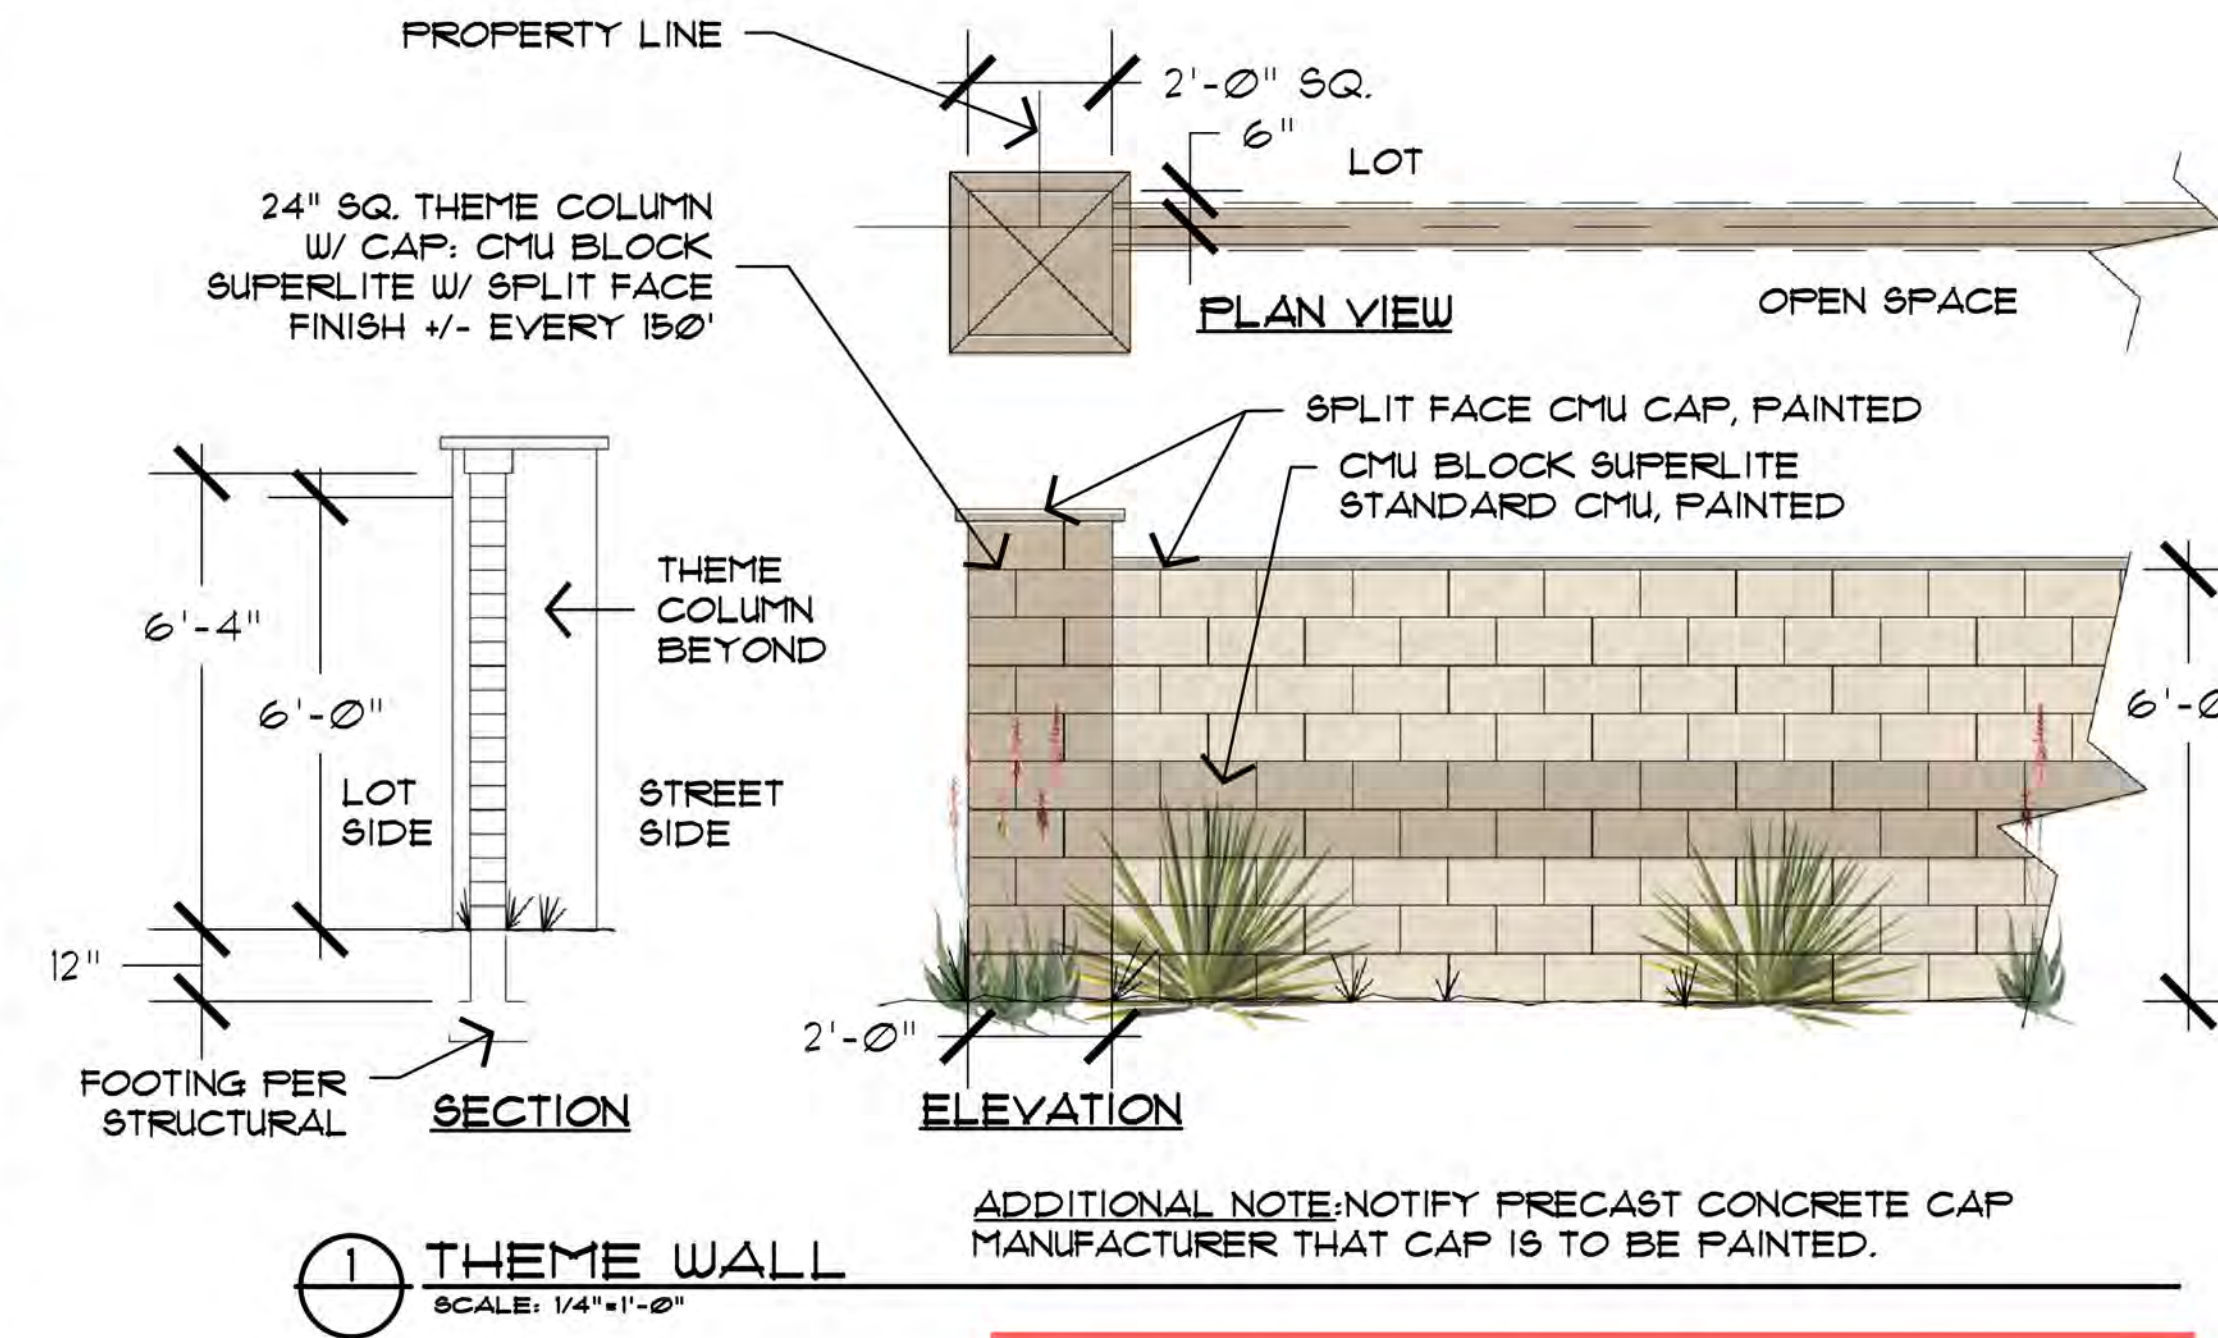 PROPERTY LINE
2'-0" SQ.
6"
LOT
24" SQ. THEME COLUMN
W/ CAP: CMU BLOCK
SUPERLITE W/ SPLIT FACE
FINISH +/- EVERY 150'
PLAN VIEW
OPEN SPACE
SPLIT FACE CMU CAP, PAINTED
CMU BLOCK SUPERLITE
STANDARD CMU, PAINTED
THEME
COLUMN
BEYOND
6'-4"
6'-0"
6'-0
LOT
SIDE
STREET
SIDE
12"
2'-0"
FOOTING PER
STRUCTURAL
SECTION
ELEVATION
ADDITIONAL NOTE:NOTIFY PRECAST CONCRETE CAP
MANUFACTURER THAT CAP IS TO BE PAINTED.
1
THEME WALL
SCALE: 1/4"=1'-0"